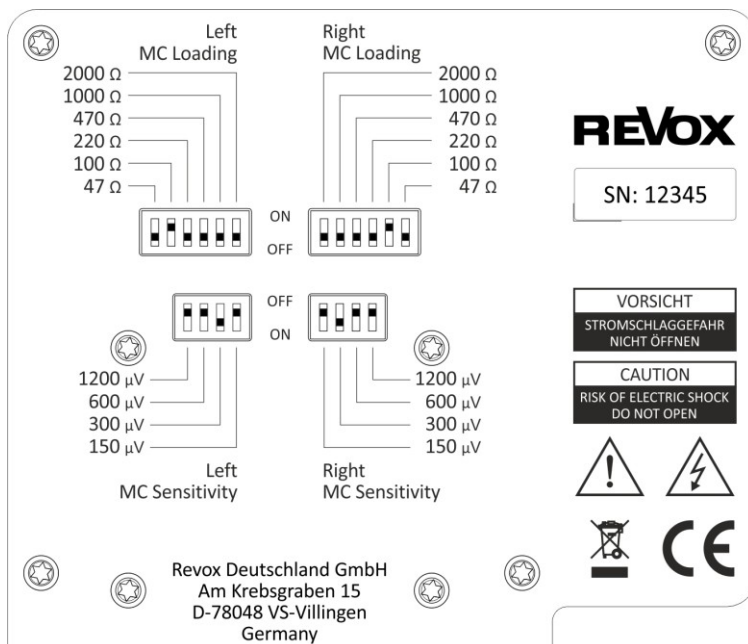 Left
MC Loading
2000 Ω
1000 Ω
470 Ω
220 Ω
100 Ω
47 Ω
Right
MC Loading
2000 Ω
1000 Ω
470 Ω
220 Ω
100 Ω
47 Ω
ON
OFF
OFF
ON
1200 µV
600 µV
300 µV
150 µV
Left
MC Sensitivity
1200 µV
600 µV
300 µV
150 µV
Right
MC Sensitivity
REVOX
SN: 12345
VORSICHT
STROMSCHLAGGEFAHR
NICHT ÖFFNEN
CAUTION
RISK OF ELECTRIC SHOCK
DO NOT OPEN
!
CE
Revox Deutschland GmbH
Am Krebsgraben 15
D-78048 VS-Villingen
Germany